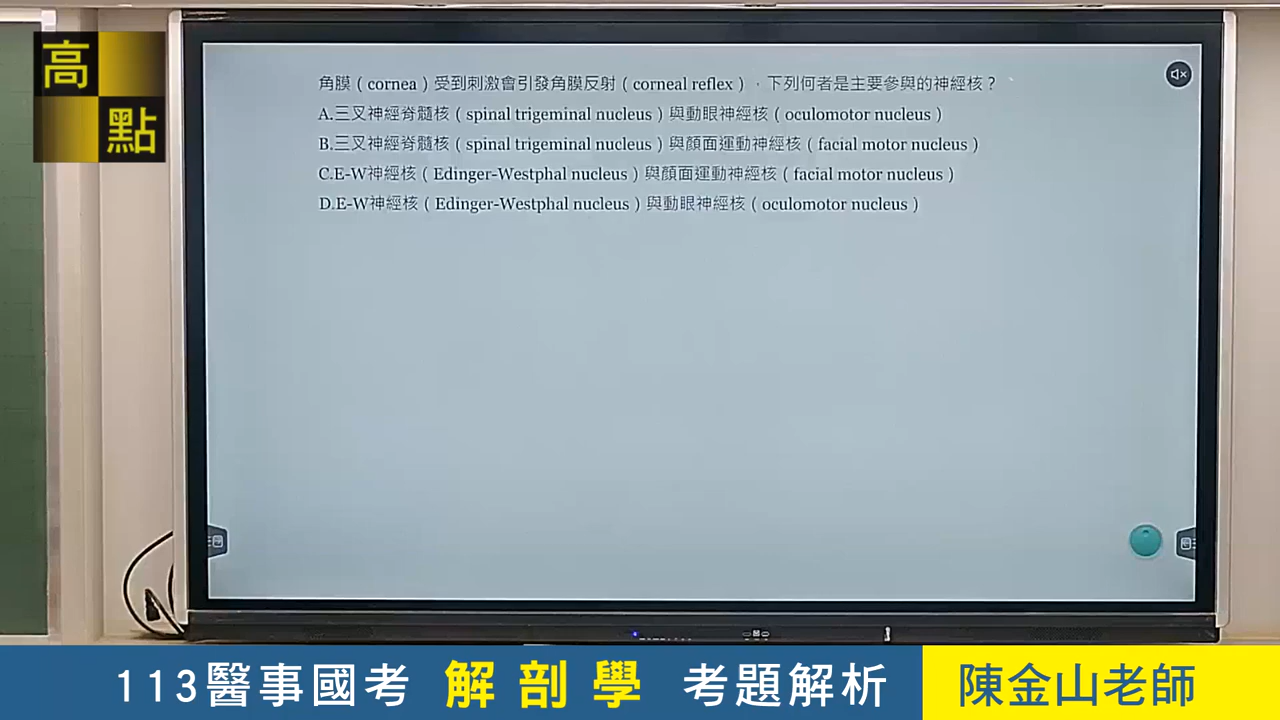 高
點
角膜（cornea）受到刺激會引發角膜反射（corneal reflex），下列何者是主要參與的神經核？
A.三叉神經脊髓核（spinal trigeminal nucleus）與動眼神經核（oculomotor nucleus）
B.三叉神經脊髓核（spinal trigeminal nucleus）與顏面運動神經核（facial motor nucleus）
C.E-W神經核（Edinger-Westphal nucleus）與顏面運動神經核（facial motor nucleus）
D.E-W神經核（Edinger-Westphal nucleus）與動眼神經核（oculomotor nucleus）
113醫事國考 解剖學 考題解析 陳金山老師